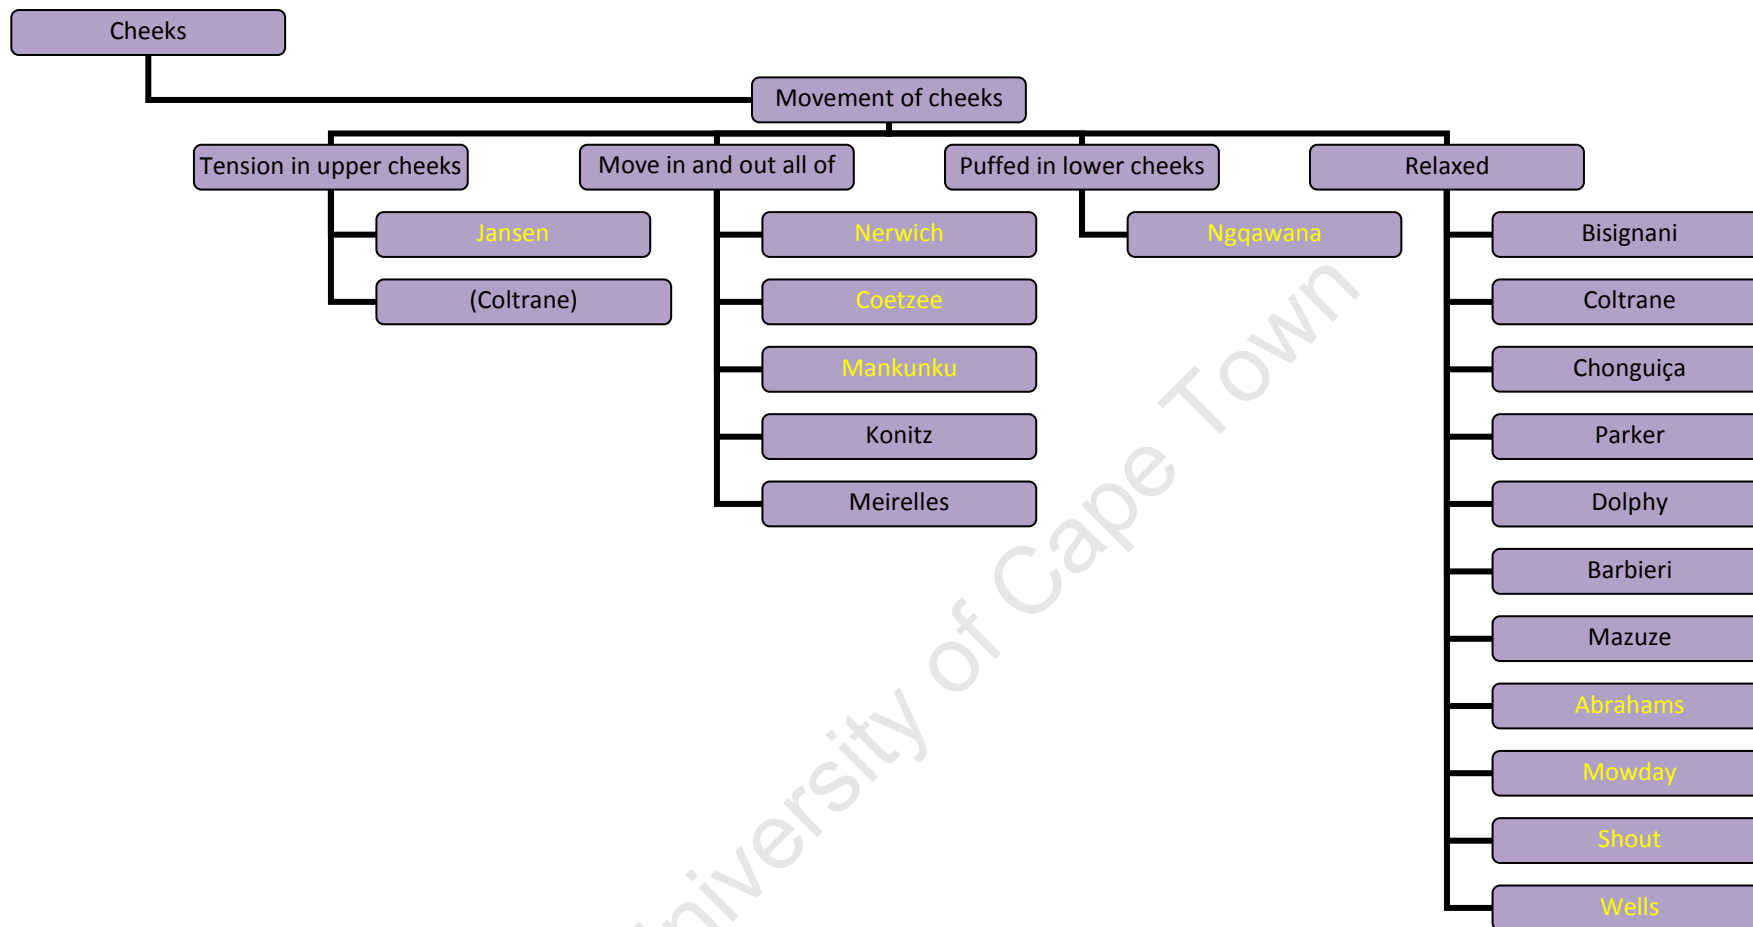 Cheeks
Movement of cheeks
Tension in upper cheeks
Jansen
(Coltrane)
Move in and out all of
Nerwich
Coetzee
Mankunku
Konitz
Meirelles
Puffed in lower cheeks
Ngqawana
Relaxed
Bisignani
Coltrane
Chonguiça
Parker
Dolphy
Barbieri
Mazuze
Abrahams
Mowday
Shout
Wells
niversity of Cape Town